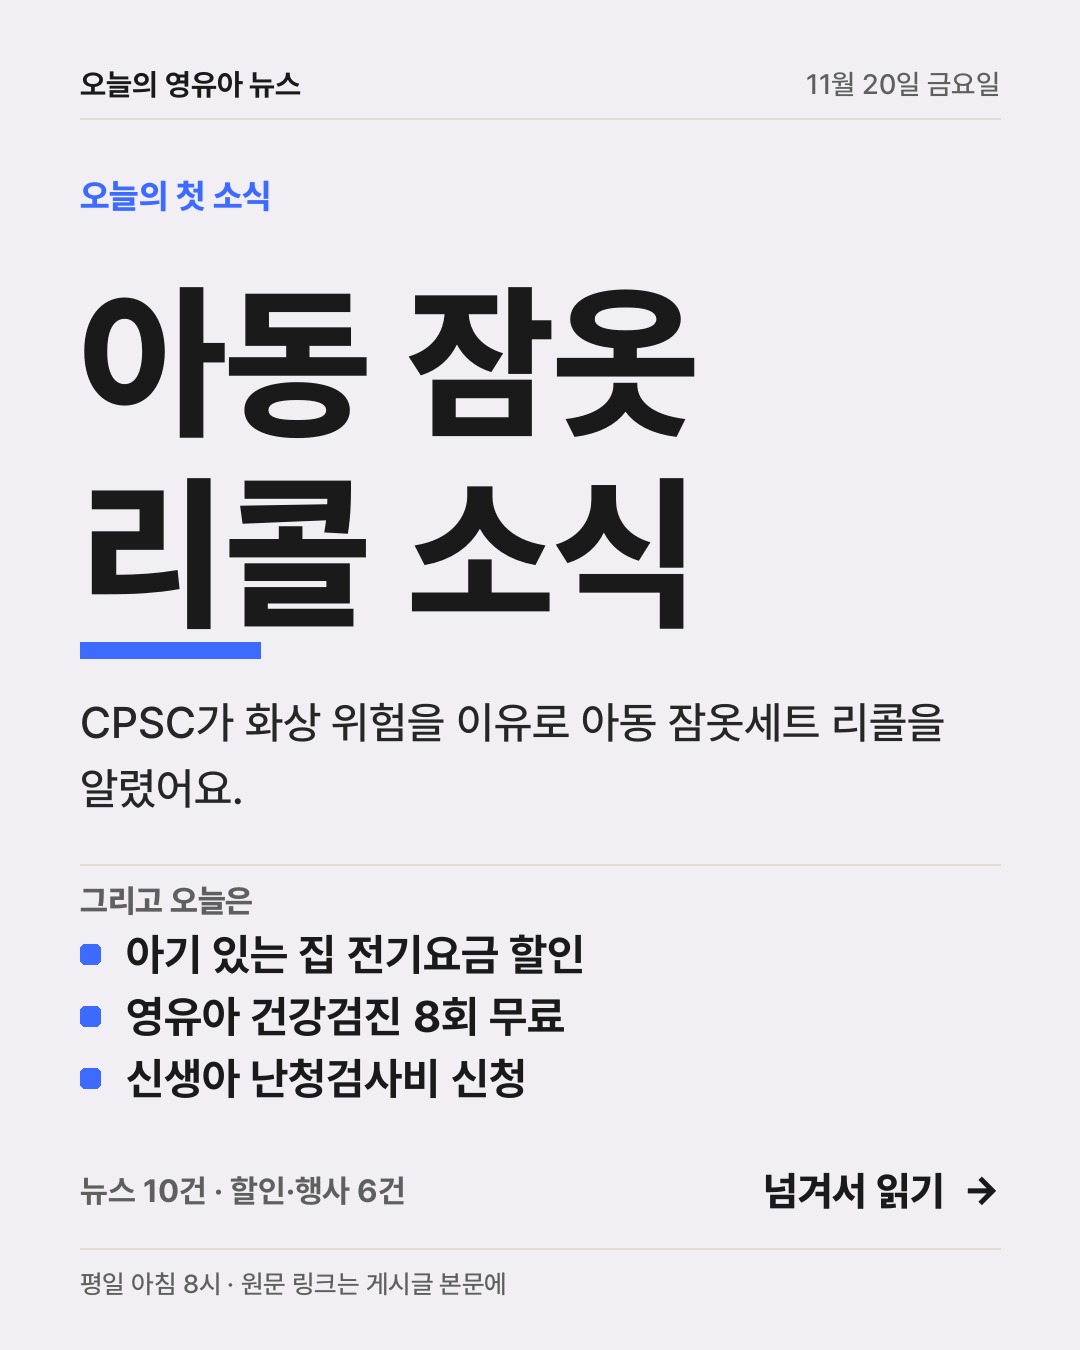 오늘의 영유아 뉴스
11월 20일 금요일
오늘의 첫 소식
아동 잠옷
리콜 소식
CPSC가 화상 위험을 이유로 아동 잠옷세트 리콜을
알렸어요.
그리고 오늘은
아기 있는 집 전기요금 할인
영유아 건강검진 8회 무료
신생아 난청검사비 신청
뉴스 10건 · 할인·행사 6건
넘겨서 읽기 →
평일 아침 8시 · 원문 링크는 게시글 본문에